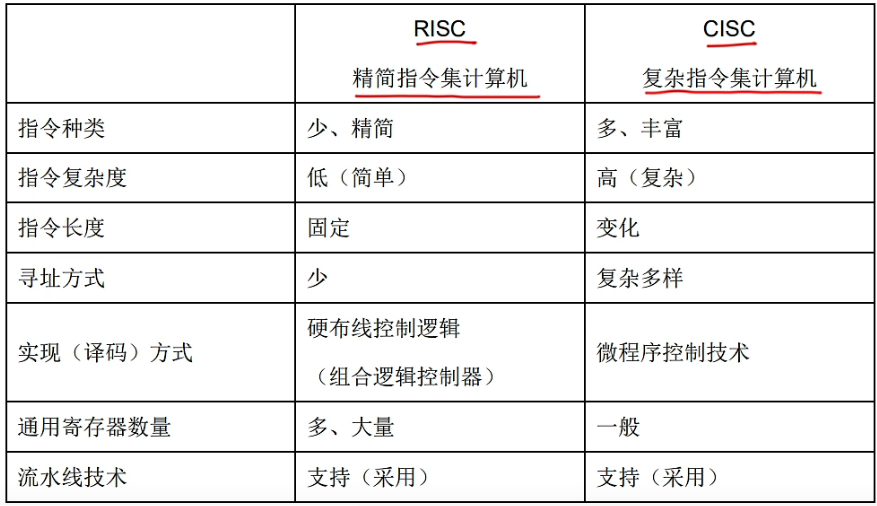 RISC
精简指令集计算机
CISC
复杂指令集计算机
指令种类
少、精简
多、丰富
指令复杂度
低（简单）
高（复杂）
指令长度
固定
变化
寻址方式
少
复杂多样
实现（译码）方式
硬布线控制逻辑
（组合逻辑控制器）
微程序控制技术
通用寄存器数量
多、大量
一般
流水线技术
支持（采用）
支持（采用）